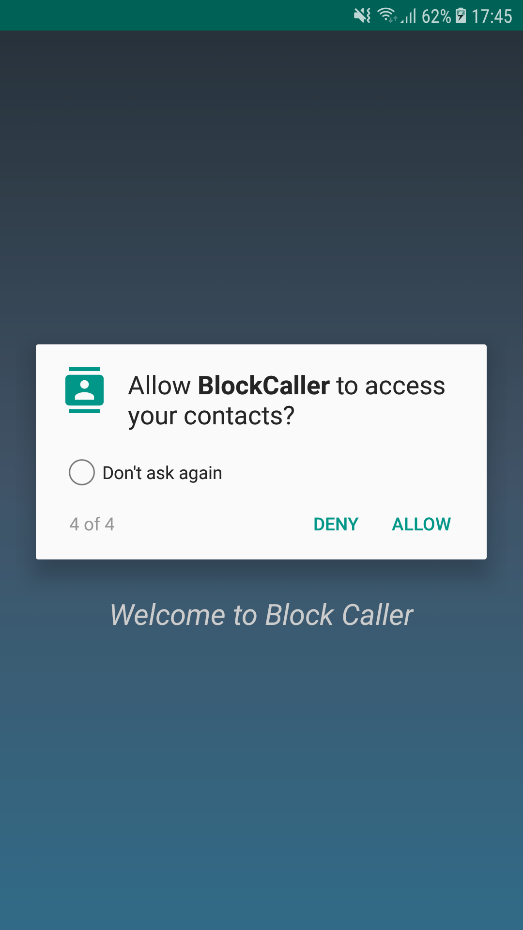 62% 17:45
Allow BlockCaller to access
your contacts?
Don't ask again
4 of 4 DENY ALLOW
Welcome to Block Caller